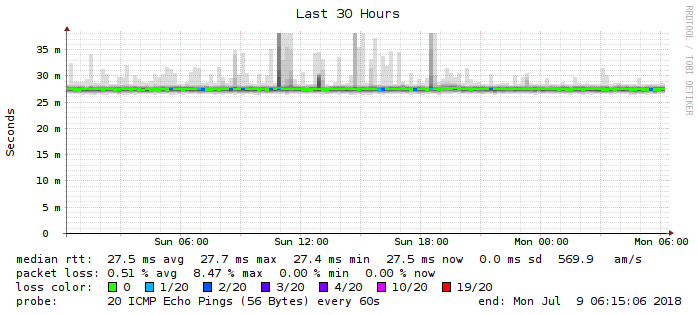 Last 30 Hours
RRDTOOL / TOBI OETIKER
Seconds
35 m
30 m
25 m
20 m
15 m
10 m
5 m
0
Sun 06:00 Sun 12:00 Sun 18:00 Mon 00:00 Mon 06:00
median rtt: 27.5 ms avg 27.7 ms max 27.4 ms min 27.5 ms now 0.0 ms sd 569.9 am/s
packet loss: 0.51 % avg 8.47 % max 0.00 % min 0.00 % now
loss color: 0 1/20 2/20 3/20 4/20 10/20 19/20
probe: 20 ICMP Echo Pings (56 Bytes) every 60s end: Mon Jul 9 06:15:06 2018